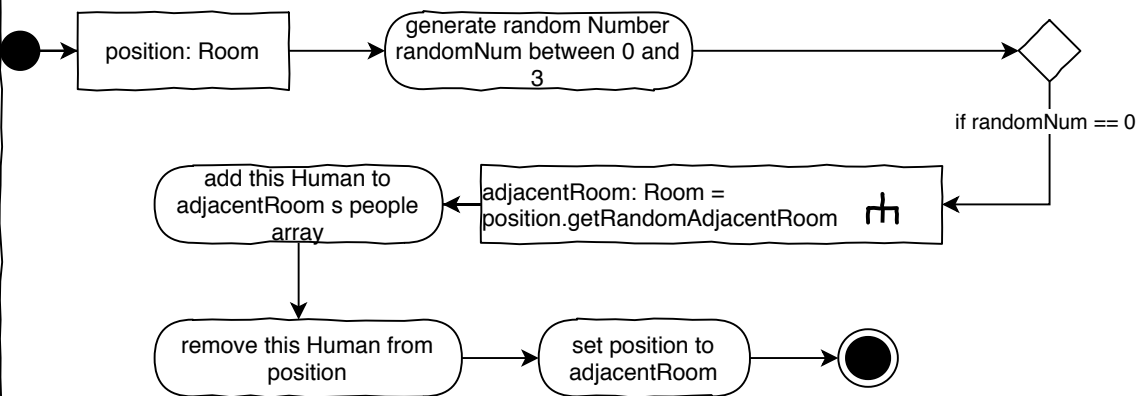 position: Room
generate random Number
randomNum between 0 and
3
if randomNum == 0
adjacentRoom: Room =
position.getRandomAdjacentRoom
add this Human to
adjacentRoom s people
array
remove this Human from
position
set position to
adjacentRoom